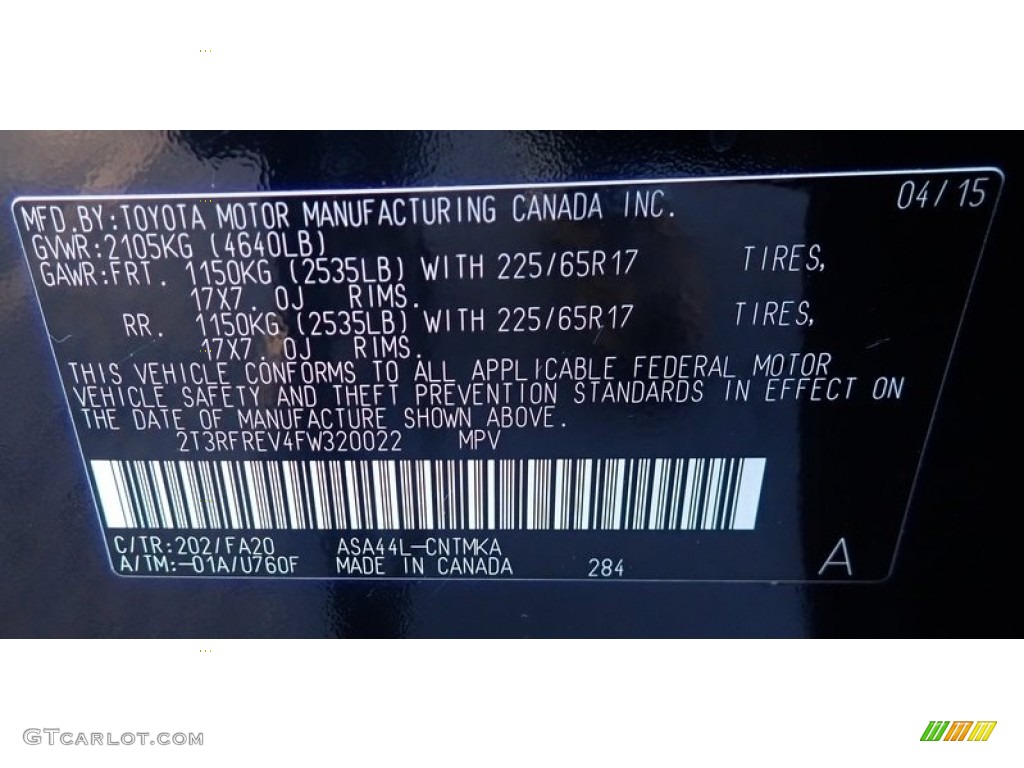 MFD.BY:TOYOTA MOTOR MANUFACTURING CANADA INC. 04/15
GVWR:2105KG (4640LB)
GAWR:FRT. 1150KG (2535LB) WITH 225/65R17 TIRES,
17X7.0J RIMS.
RR. 1150KG (2535LB) WITH 225/65R17 TIRES,
17X7.0J RIMS.
THIS VEHICLE CONFORMS TO ALL APPLICABLE FEDERAL MOTOR
VEHICLE SAFETY AND THEFT PREVENTION STANDARDS IN EFFECT ON
THE DATE OF MANUFACTURE SHOWN ABOVE.
2T3RFREV4FW320022 MPV
C/TR:202/FA20 ASA44L-CNTMKA
A/TM:-01A/U760F MADE IN CANADA 284 A
GTCARLOT.COM